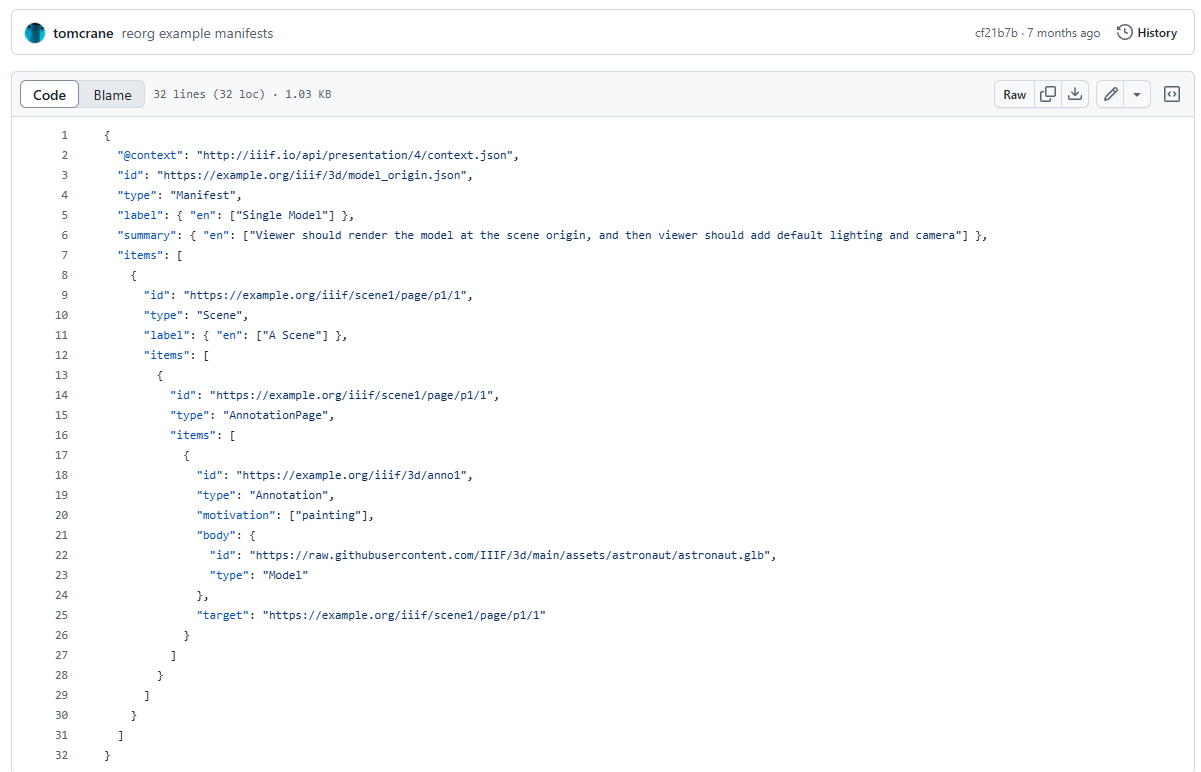 tomcrane reorg example manifests cf21b7b · 7 months ago History
Code Blame 32 lines (32 loc) · 1.03 KB Raw
1 {
2 "@context": "http://iiif.io/api/presentation/4/context.json",
3 "id": "https://example.org/iiif/3d/model_origin.json",
4 "type": "Manifest",
5 "label": { "en": ["Single Model"] },
6 "summary": { "en": ["Viewer should render the model at the scene origin, and then viewer should add default lighting and camera"] },
7 "items": [
8 {
9 "id": "https://example.org/iiif/scene1/page/p1/1",
10 "type": "Scene",
11 "label": { "en": ["A Scene"] },
12 "items": [
13 {
14 "id": "https://example.org/iiif/scene1/page/p1/1",
15 "type": "AnnotationPage",
16 "items": [
17 {
18 "id": "https://example.org/iiif/3d/anno1",
19 "type": "Annotation",
20 "motivation": ["painting"],
21 "body": {
22 "id": "https://raw.githubusercontent.com/IIIF/3d/main/assets/astronaut/astronaut.glb",
23 "type": "Model"
24 },
25 "target": "https://example.org/iiif/scene1/page/p1/1"
26 }
27 ]
28 }
29 ]
30 }
31 ]
32 }